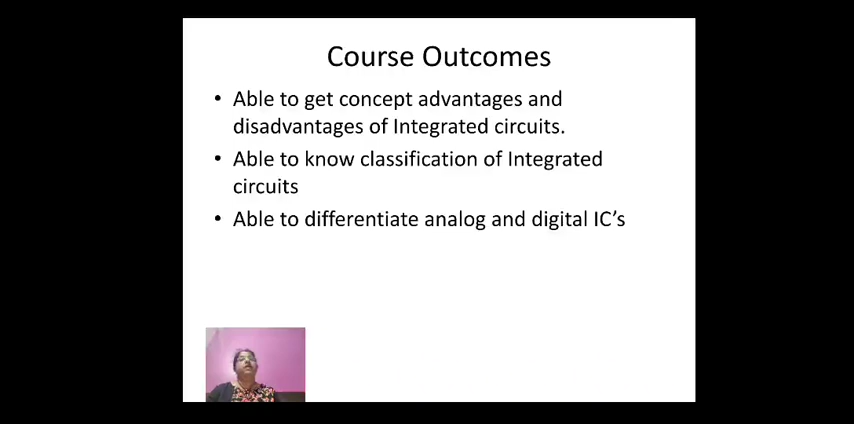 Course Outcomes
• Able to get concept advantages and
disadvantages of Integrated circuits.
• Able to know classification of Integrated
circuits
• Able to differentiate analog and digital IC’s